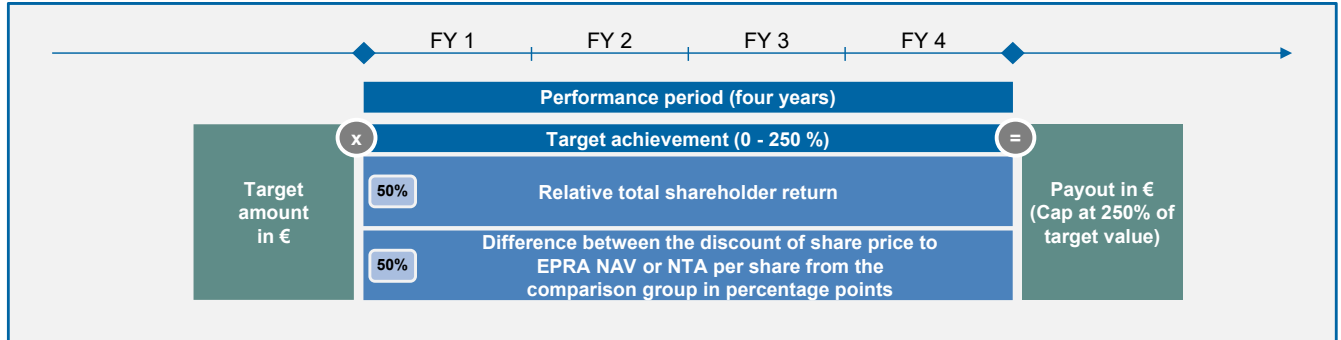 FY 1 FY 2 FY 3 FY 4
Performance period (four years)
x Target achievement (0 - 250 %) =
Target
amount
in €
50% Relative total shareholder return
50% Difference between the discount of share price to
EPRA NAV or NTA per share from the
comparison group in percentage points
Payout in €
(Cap at 250% of
target value)